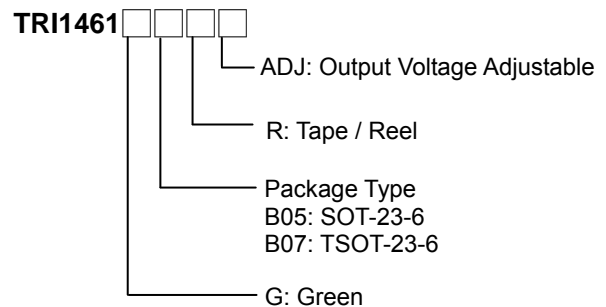 TRI1461
ADJ: Output Voltage Adjustable
R: Tape / Reel
Package Type
B05: SOT-23-6
B07: TSOT-23-6
G: Green